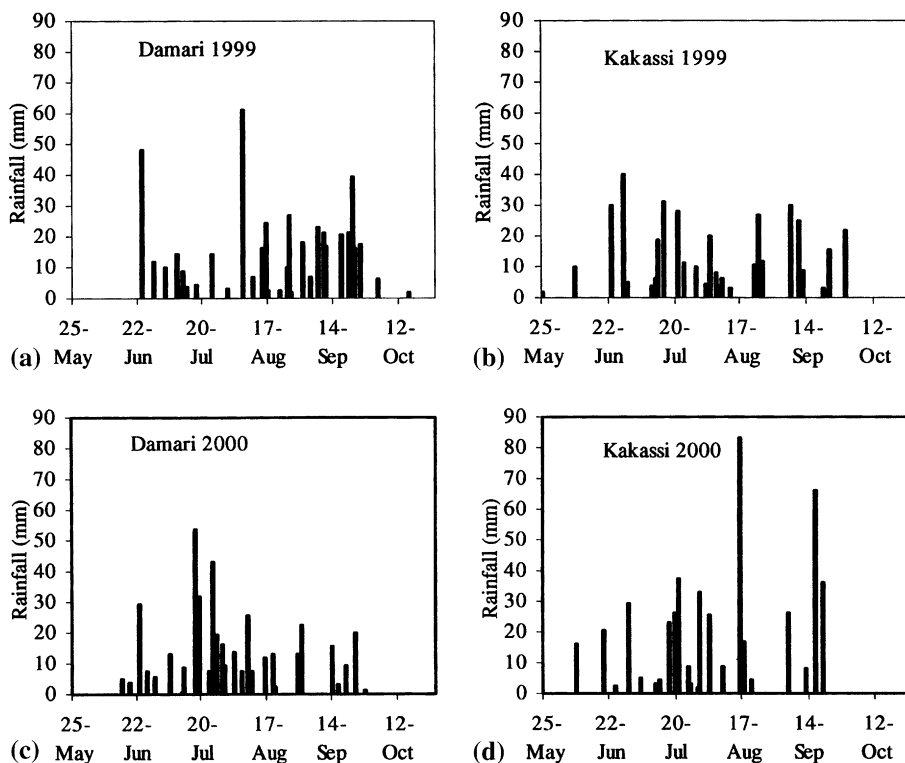 90
80
70
60
50
40
30
20
10
0
Rainfall (mm)
Damari 1999
25- 22- 20- 17- 14- 12-
May Jun Jul Aug Sep Oct
(a)
90
80
70
60
50
40
30
20
10
0
Rainfall (mm)
Kakassi 1999
25- 22- 20- 17- 14- 12-
May Jun Jul Aug Sep Oct
(b)
90
80
70
60
50
40
30
20
10
0
Rainfall (mm)
Damari 2000
25- 22- 20- 17- 14- 12-
May Jun Jul Aug Sep Oct
(c)
90
80
70
60
50
40
30
20
10
0
Rainfall (mm)
Kakassi 2000
25- 22- 20- 17- 14- 12-
May Jun Jul Aug Sep Oct
(d)